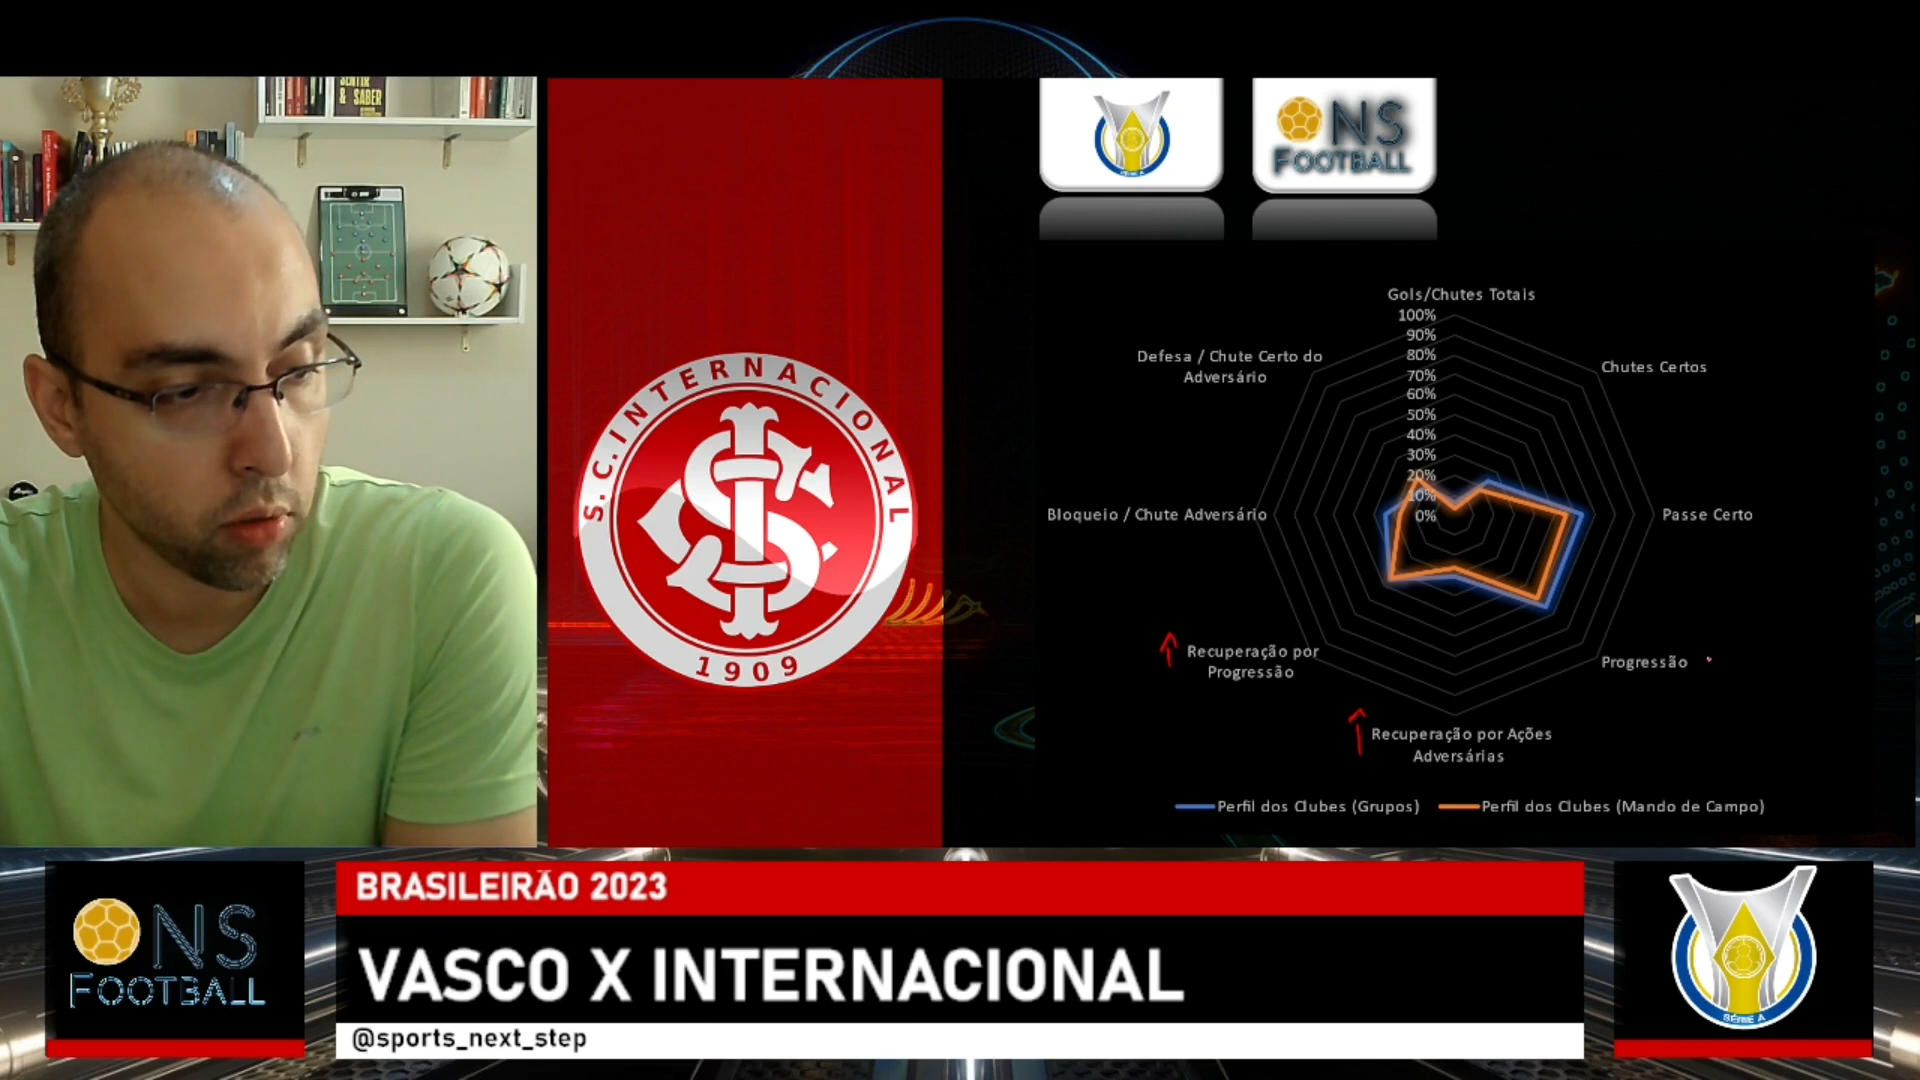 SENTIR
& SABER
NS
FOOTBALL
S.C.INTERNACIONAL
1909
Gols/Chutes Totais
100%
90%
80%
70%
60%
50%
40%
30%
20%
10%
0%
Chutes Certos
Passe Certo
Progressão
Recuperação por Ações
Adversárias
Recuperação por
Progressão
Bloqueio / Chute Adversário
Defesa / Chute Certo do
Adversário
Perfil dos Clubes (Grupos)
Perfil dos Clubes (Mando de Campo)
NS
FOOTBALL
BRASILEIRÃO 2023
VASCO X INTERNACIONAL
@sports_next_step
SÉRIE A